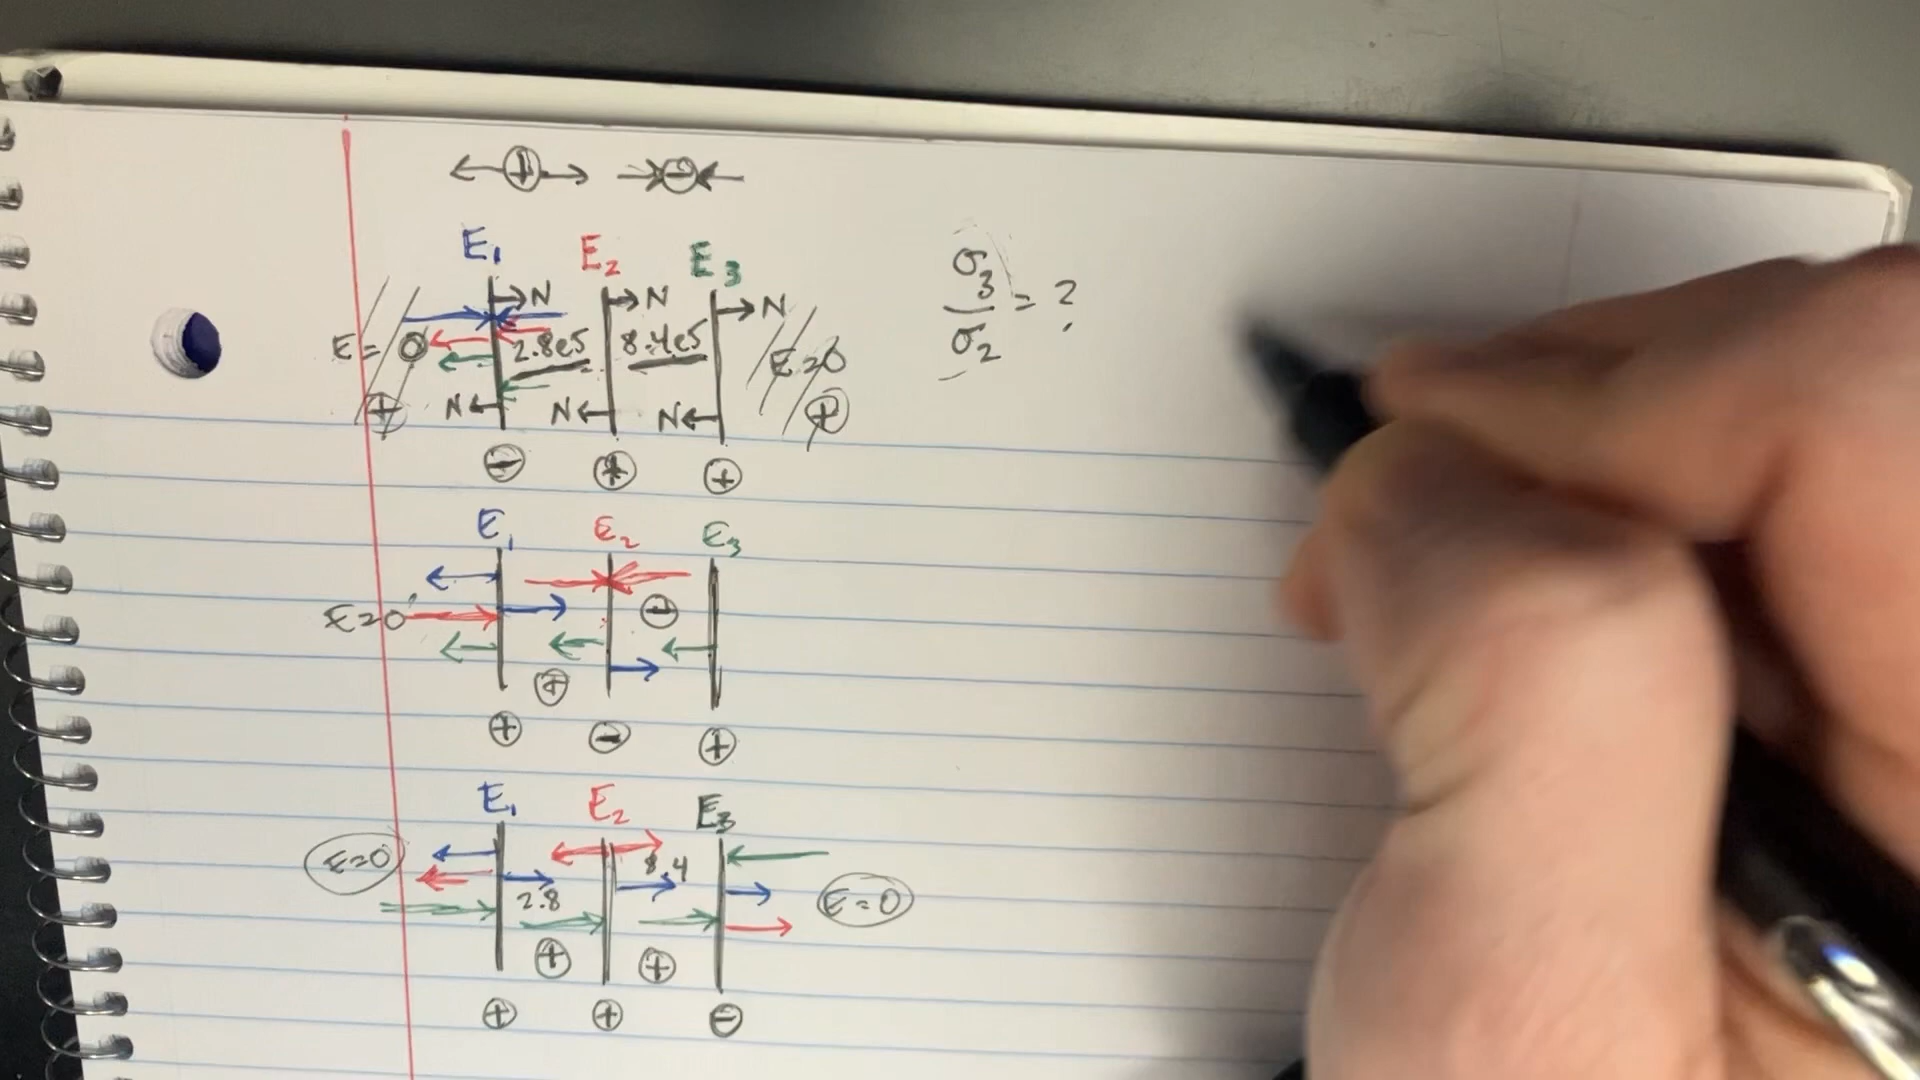 ← ⊕ → → ⊖ ←
E₁ E₂ E₃
N N N
E = 0 2.8e5 8.4e5 E=0
⊕ N N N ⊕
⊖ ⊕ ⊕
σ₃/σ₂ = ?
E₁ E₂ E₃
E=0 ⊖
⊕
⊕ ⊖ ⊕
E₁ E₂ E₃
E=0 2.8 8.4 E=0
⊕ ⊕
⊕ ⊕ ⊖